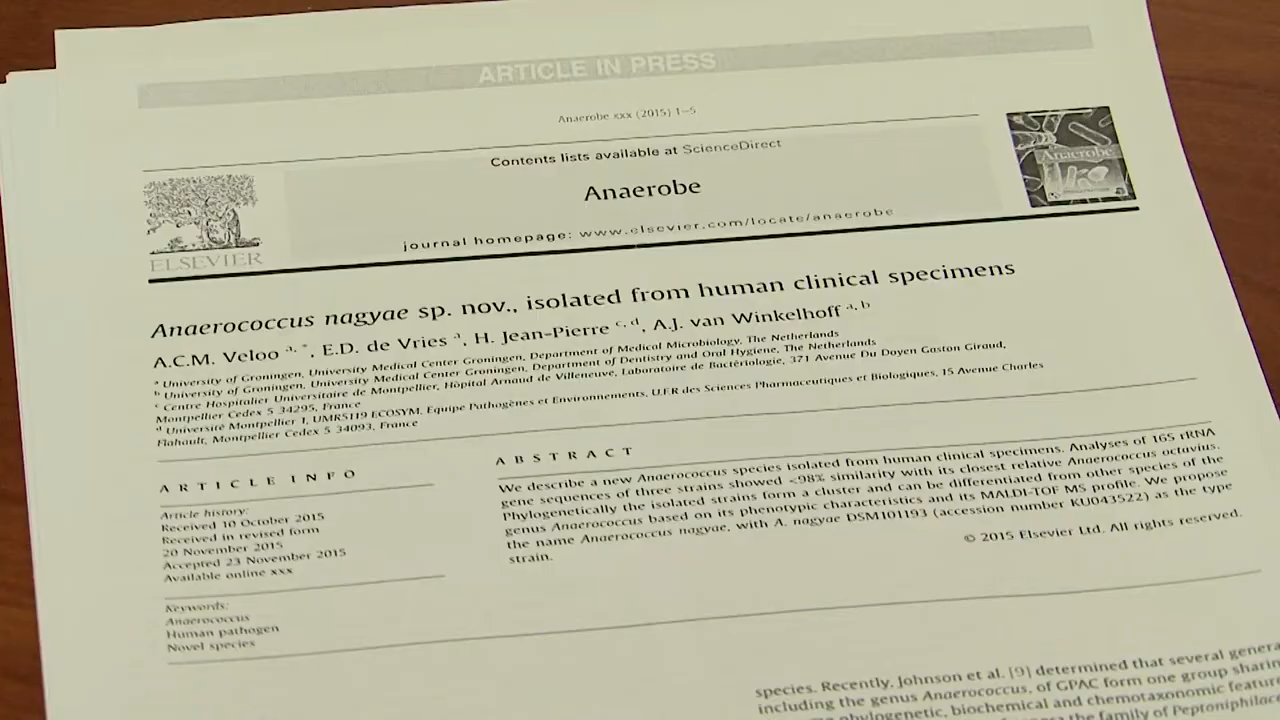 ARTICLE IN PRESS
Anaerobe xxx (2015) 1–5
Contents lists available at ScienceDirect
Anaerobe
journal homepage: www.elsevier.com/locate/anaerobe
Anaerobe
ELSEVIER
Anaerococcus nagyae sp. nov., isolated from human clinical specimens
A.C.M. Veloo a, *, E.D. de Vries a, H. Jean-Pierre c, d, A.J. van Winkelhoff a, b
a University of Groningen, University Medical Center Groningen, Department of Medical Microbiology, The Netherlands
b University of Groningen, University Medical Center Groningen, Department of Dentistry and Oral Hygiene, The Netherlands
c Centre Hospitalier Universitaire de Montpellier, Hôpital Arnaud de Villeneuve, Laboratoire de Bactériologie, 371 Avenue Du Doyen Gaston Giraud,
Montpellier Cedex 5 34295, France
d Université Montpellier 1, UMR5119 ECOSYM, Equipe Pathogènes et Environnements, U.F.R des Sciences Pharmaceutiques et Biologiques, 15 Avenue Charles
Flahault, Montpellier Cedex 5 34093, France
ARTICLE INFO
Article history:
Received 10 October 2015
Received in revised form
20 November 2015
Accepted 23 November 2015
Available online xxx
Keywords:
Anaerococcus
Human pathogen
Novel species
ABSTRACT
We describe a new Anaerococcus species isolated from human clinical specimens. Analyses of 16S rRNA
gene sequences of three strains showed <98% similarity with its closest relative Anaerococcus octavius.
Phylogenetically the isolated strains form a cluster and can be differentiated from other species of the
genus Anaerococcus based on its phenotypic characteristics and its MALDI-TOF MS profile. We propose
the name Anaerococcus nagyae, with A. nagyae DSM101193 (accession number KU043522) as the type
strain.
© 2015 Elsevier Ltd. All rights reserved.
species. Recently, Johnson et al. [9] determined that several genera
including the genus Anaerococcus, of GPAC form one group sharin
phylogenetic, biochemical and chemotaxonomic feature
the family of Peptoniphilac